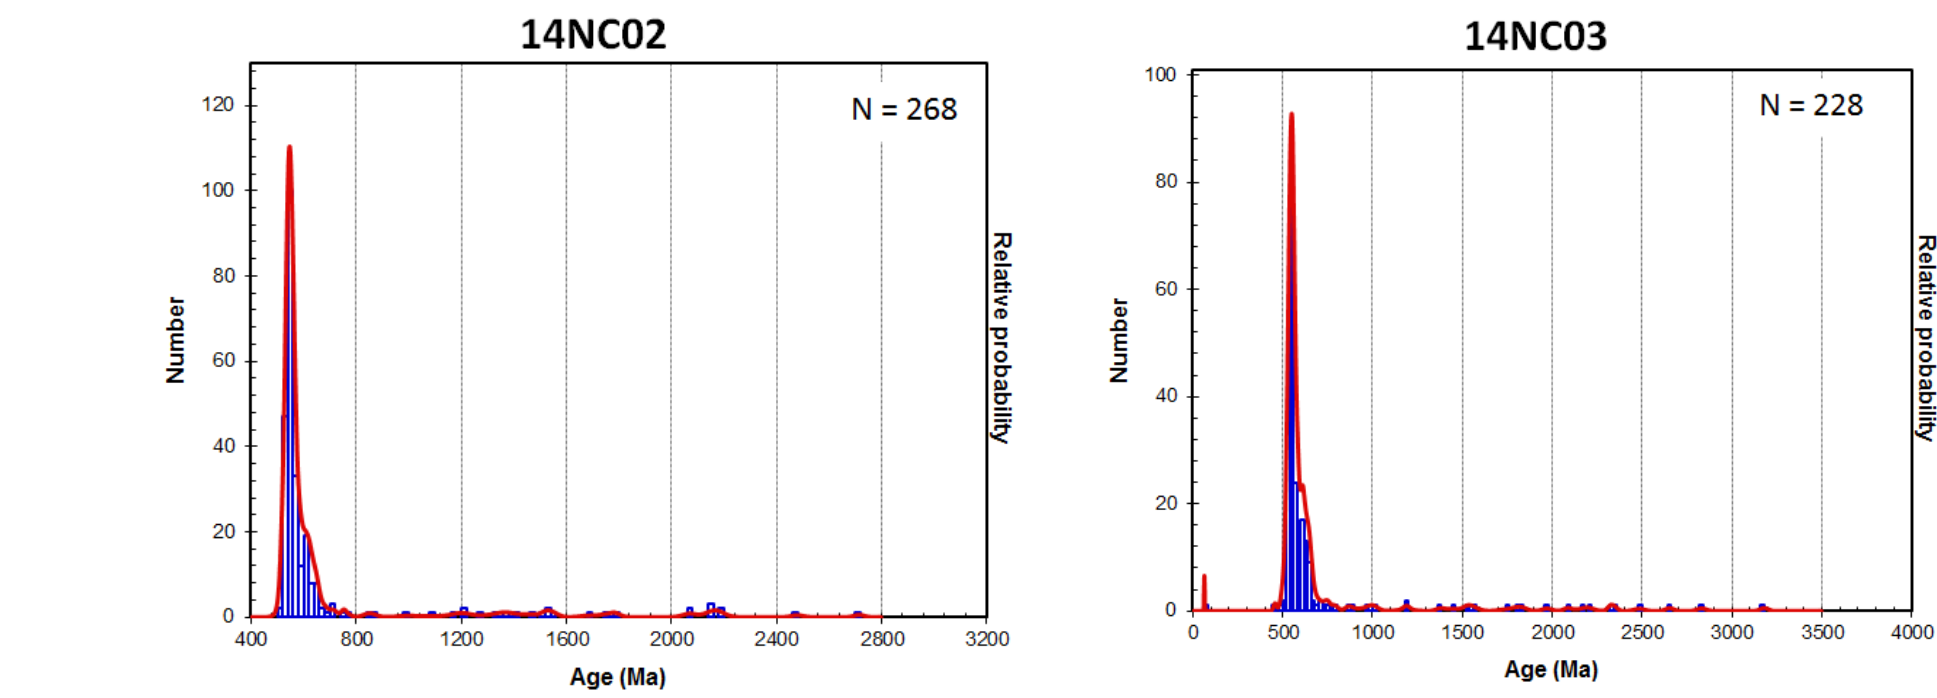 14NC02
N = 268
120
100
80
60
40
20
0
Number
Relative probability
400 800 1200 1600 2000 2400 2800 3200
Age (Ma)
14NC03
N = 228
100
80
60
40
20
0
Number
Relative probability
0 500 1000 1500 2000 2500 3000 3500 4000
Age (Ma)